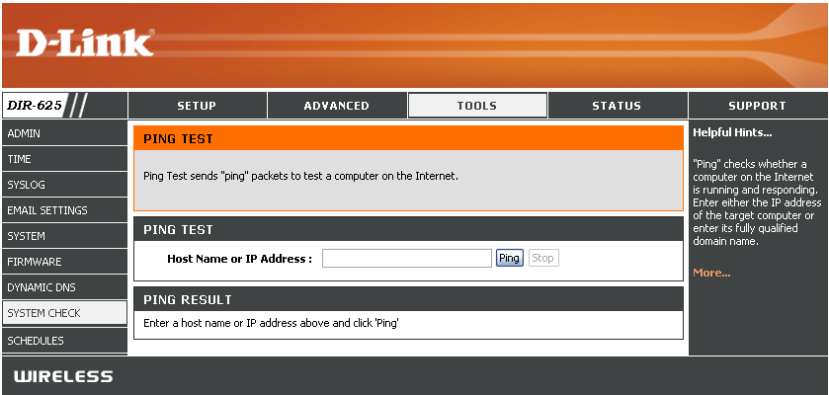 D-Link
DIR-625
SETUP
ADVANCED
TOOLS
STATUS
SUPPORT
ADMIN
TIME
SYSLOG
EMAIL SETTINGS
SYSTEM
FIRMWARE
DYNAMIC DNS
SYSTEM CHECK
SCHEDULES
PING TEST
Ping Test sends "ping" packets to test a computer on the Internet.
PING TEST
Host Name or IP Address :
Ping
Stop
PING RESULT
Enter a host name or IP address above and click 'Ping'
Helpful Hints...
"Ping" checks whether a
computer on the Internet
is running and responding.
Enter either the IP address
of the target computer or
enter its fully qualified
domain name.
More...
WIRELESS